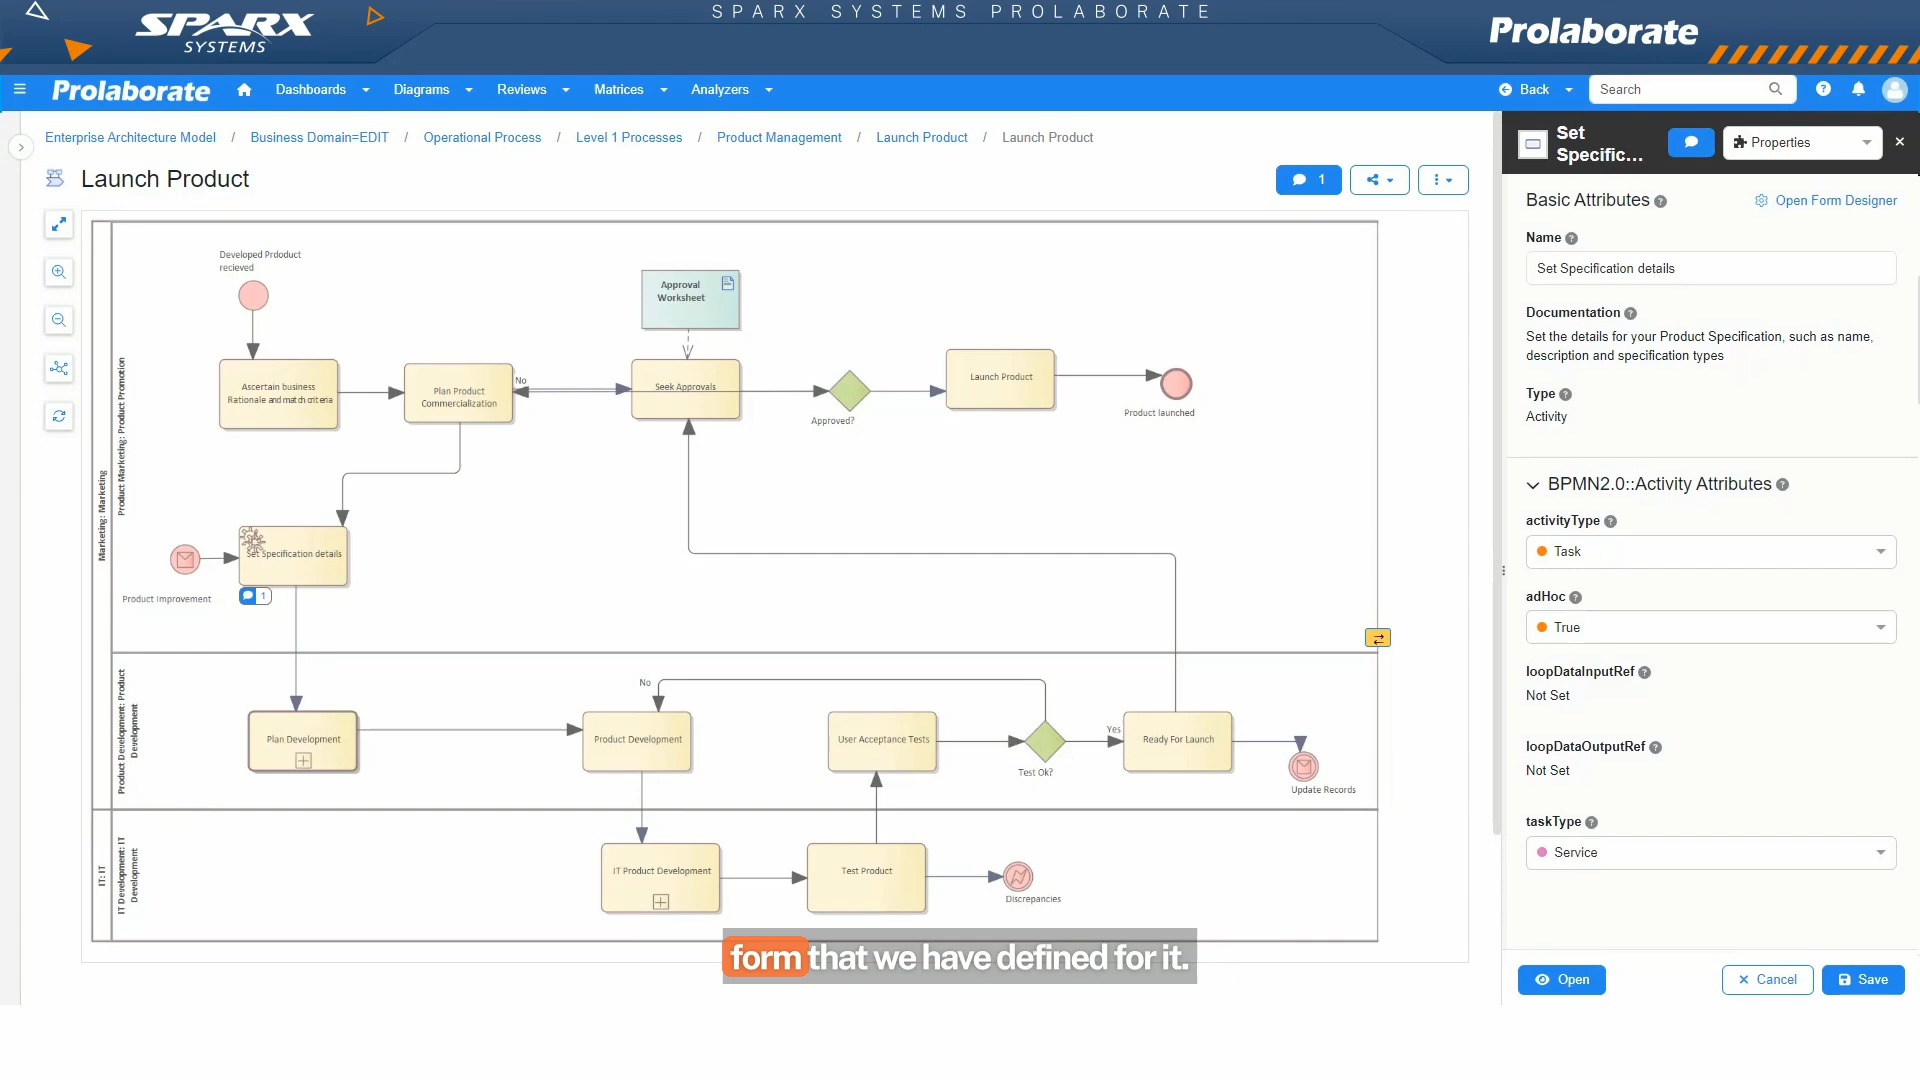 SPARX SYSTEMS PROLABORATE
SPARX
SYSTEMS
Prolaborate
Prolaborate
Dashboards
Diagrams
Reviews
Matrices
Analyzers
Back
Search
Enterprise Architecture Model / Business Domain=EDIT / Operational Process / Level 1 Processes / Product Management / Launch Product / Launch Product
Launch Product
1
Developed Prdoduct
recieved
Approval
Worksheet
Ascertain business
Rationale and match criteria
Plan Product
Commercialization
No
Seek Approvals
Approved?
Launch Product
Product launched
Marketing: Marketing
Product Marketing: Product Promotion
Set Specification details
Product Improvement
1
Product Development: Product
Development
No
Plan Development
Product Development
User Acceptance Tests
Test Ok?
Yes
Ready For Launch
Update Records
IT: IT
IT Development: IT
Development
IT Product Development
Test Product
Discrepancies
form that we have defined for it.
Set
Specific...
Properties
Basic Attributes
Open Form Designer
Name
Set Specification details
Documentation
Set the details for your Product Specification, such as name,
description and specification types
Type
Activity
BPMN2.0::Activity Attributes
activityType
Task
adHoc
True
loopDataInputRef
Not Set
loopDataOutputRef
Not Set
taskType
Service
Open
Cancel
Save